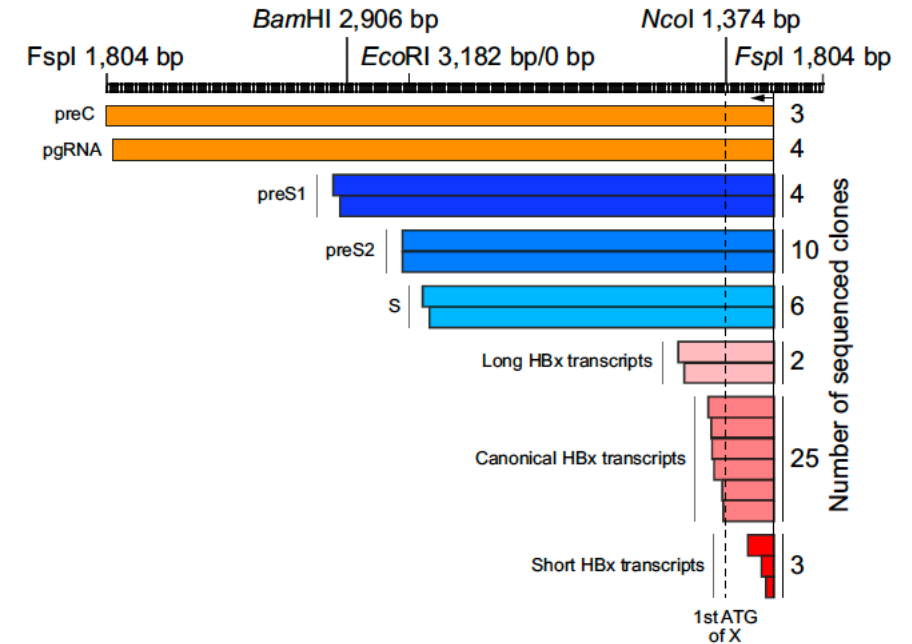 BamHI 2,906 bp
NcoI 1,374 bp
FspI 1,804 bp
EcoRI 3,182 bp/0 bp
FspI 1,804 bp
preC
3
pgRNA
4
preS1
4
preS2
10
S
6
Long HBx transcripts
2
Canonical HBx transcripts
25
Short HBx transcripts
3
Number of sequenced clones
1st ATG
of X